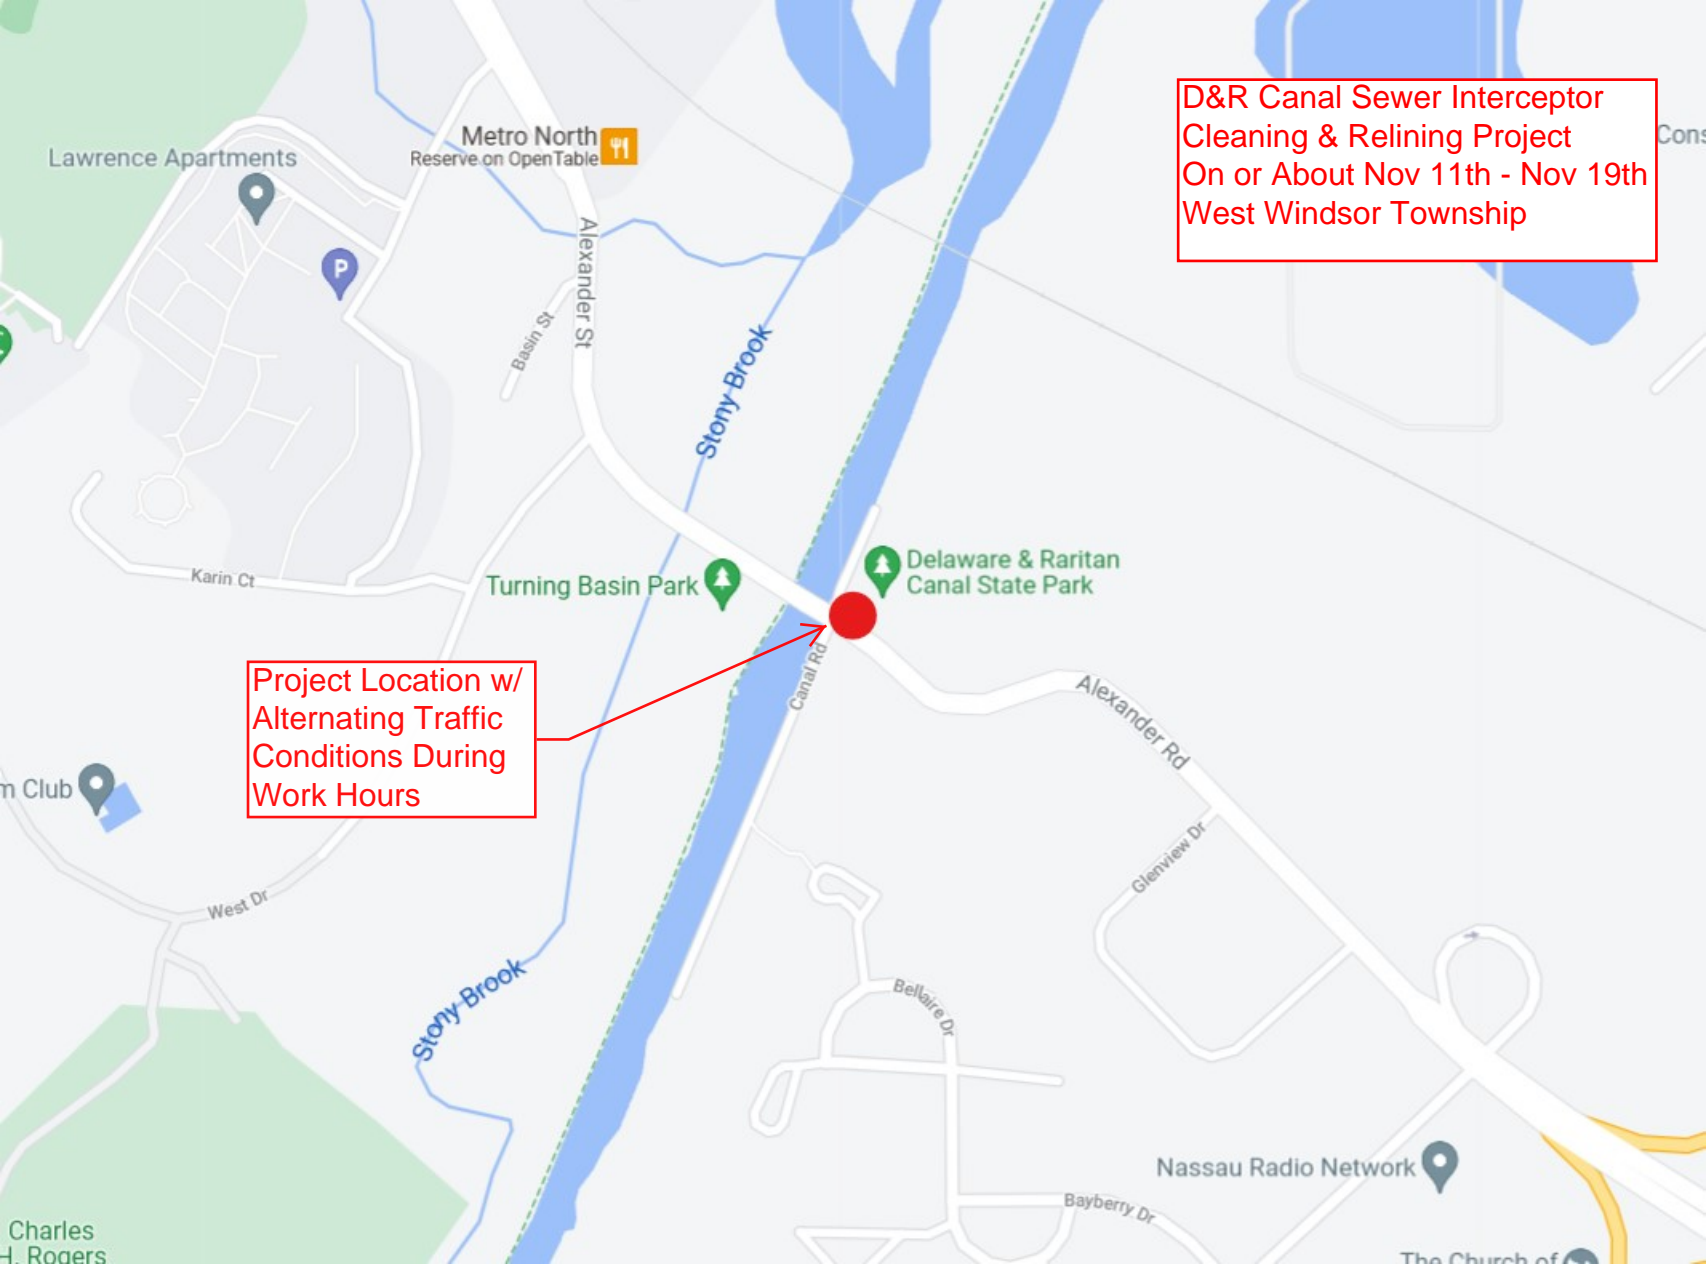 D&R Canal Sewer Interceptor
Cleaning & Relining Project
On or About Nov 11th - Nov 19th
West Windsor Township
Cons
Metro North
Reserve on OpenTable
Lawrence Apartments
P
Alexander St
Basin St
Stony Brook
Karin Ct
Turning Basin Park
Delaware & Raritan
Canal State Park
Canal Rd
Project Location w/
Alternating Traffic
Conditions During
Work Hours
Alexander Rd
m Club
Glenview Dr
West Dr
Stony Brook
Bellaire Dr
Nassau Radio Network
Bayberry Dr
Charles
H. Rogers
The Church of